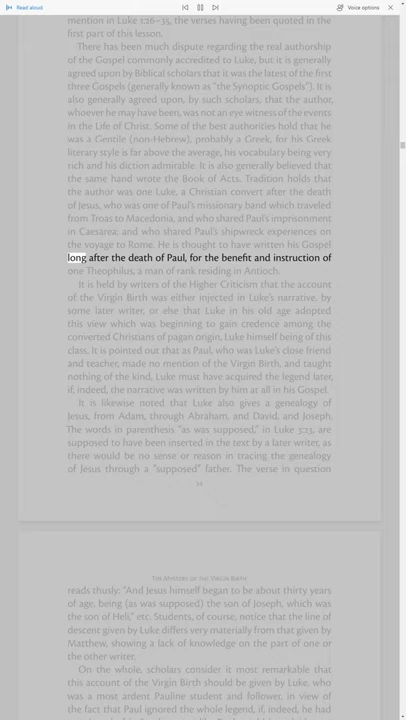 Read aloud
Voice options
mention in Luke 1:26–35, the verses having been quoted in the
first part of this lesson.
There has been much dispute regarding the real authorship
of the Gospel commonly accredited to Luke, but it is generally
agreed upon by Biblical scholars that it was the latest of the first
three Gospels (generally known as "the Synoptic Gospels"). It is
also generally agreed upon, by such scholars, that the author,
whoever he may have been, was not an eye witness of the events
in the Life of Christ. Some of the best authorities hold that he
was a Gentile (non-Hebrew), probably a Greek, for his Greek
literary style is far above the average, his vocabulary being very
rich and his diction admirable. It is also generally believed that
the same hand wrote the Book of Acts. Tradition holds that
the author was one Luke, a Christian convert after the death
of Jesus, who was one of Paul's missionary band which traveled
from Troas to Macedonia, and who shared Paul's imprisonment
in Caesarea; and who shared Paul's shipwreck experiences on
the voyage to Rome. He is thought to have written his Gospel
long after the death of Paul, for the benefit and instruction of
one Theophilus, a man of rank residing in Antioch.
It is held by writers of the Higher Criticism that the account
of the Virgin Birth was either injected in Luke's narrative, by
some later writer, or else that Luke in his old age adopted
this view which was beginning to gain credence among the
converted Christians of pagan origin, Luke himself being of this
class. It is pointed out that as Paul, who was Luke's close friend
and teacher, made no mention of the Virgin Birth, and taught
nothing of the kind, Luke must have acquired the legend later,
if, indeed, the narrative was written by him at all in his Gospel.
It is likewise noted that Luke also gives a genealogy of
Jesus, from Adam, through Abraham, and David, and Joseph.
The words in parenthesis "as was supposed," in Luke 3:23, are
supposed to have been inserted in the text by a later writer, as
there would be no sense or reason in tracing the genealogy
of Jesus through a "supposed" father. The verse in question
The Mystery of the Virgin Birth
reads thusly: "And Jesus himself began to be about thirty years
of age, being (as was supposed) the son of Joseph, which was
the son of Heli," etc. Students, of course, notice that the line of
descent given by Luke differs very materially from that given by
Matthew, showing a lack of knowledge on the part of one or
the other writer.
On the whole, scholars consider it most remarkable that
this account of the Virgin Birth should be given by Luke, who
was a most ardent Pauline student and follower, in view of
the fact that Paul ignored the whole legend, if, indeed, he had